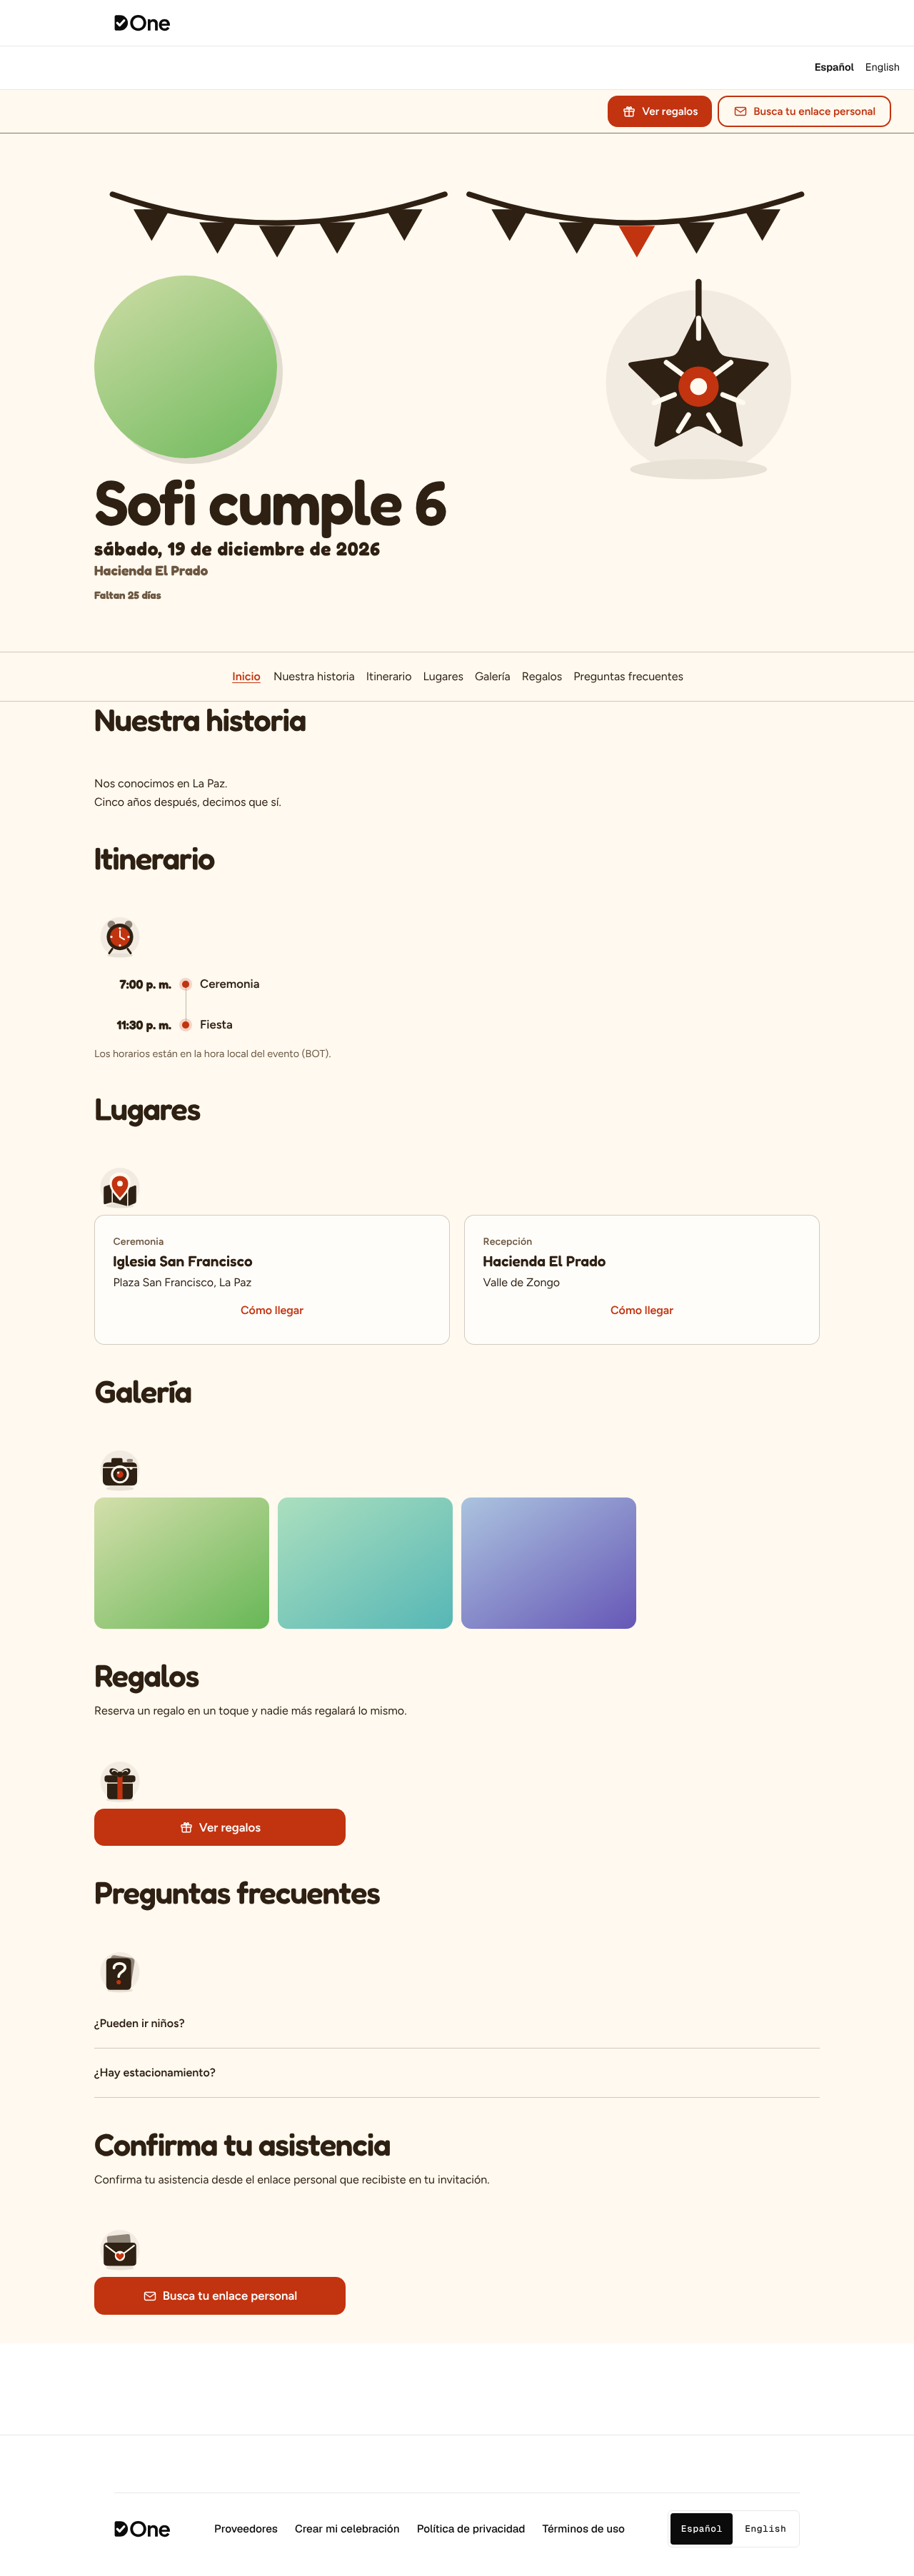 One
Español English
Ver regalos Busca tu enlace personal
Sofi cumple 6
sábado, 19 de diciembre de 2026
Hacienda El Prado
Faltan 25 días
Inicio Nuestra historia Itinerario Lugares Galería Regalos Preguntas frecuentes
Nuestra historia
Nos conocimos en La Paz.
Cinco años después, decimos que sí.
Itinerario
7:00 p. m. Ceremonia
11:30 p. m. Fiesta
Los horarios están en la hora local del evento (BOT).
Lugares
Ceremonia
Iglesia San Francisco
Plaza San Francisco, La Paz
Cómo llegar
Recepción
Hacienda El Prado
Valle de Zongo
Cómo llegar
Galería
Regalos
Reserva un regalo en un toque y nadie más regalará lo mismo.
Ver regalos
Preguntas frecuentes
?
¿Pueden ir niños?
¿Hay estacionamiento?
Confirma tu asistencia
Confirma tu asistencia desde el enlace personal que recibiste en tu invitación.
Busca tu enlace personal
One
Proveedores Crear mi celebración Política de privacidad Términos de uso Español English